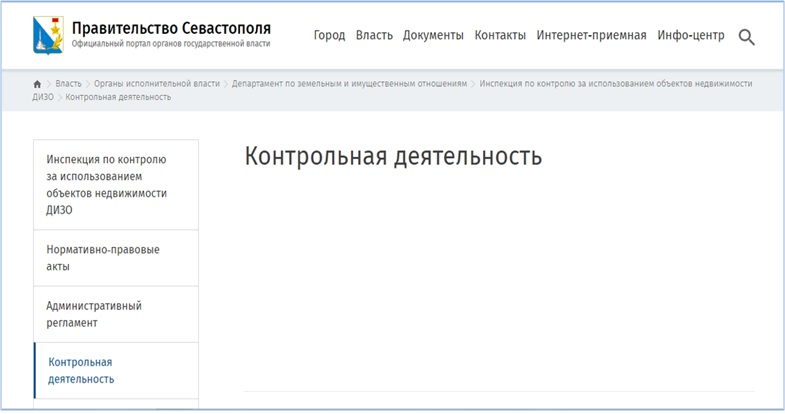 Правительство Севастополя
Официальный портал органов государственной власти
Город Власть Документы Контакты Интернет-приемная Инфо-центр
Власть Органы исполнительной власти Департамент по земельным и имущественным отношениям Инспекция по контролю за использованием объектов недвижимости
ДИЗО Контрольная деятельность
Инспекция по контролю
за использованием
объектов недвижимости
ДИЗО
Нормативно-правовые
акты
Административный
регламент
Контрольная
деятельность
Контрольная деятельность